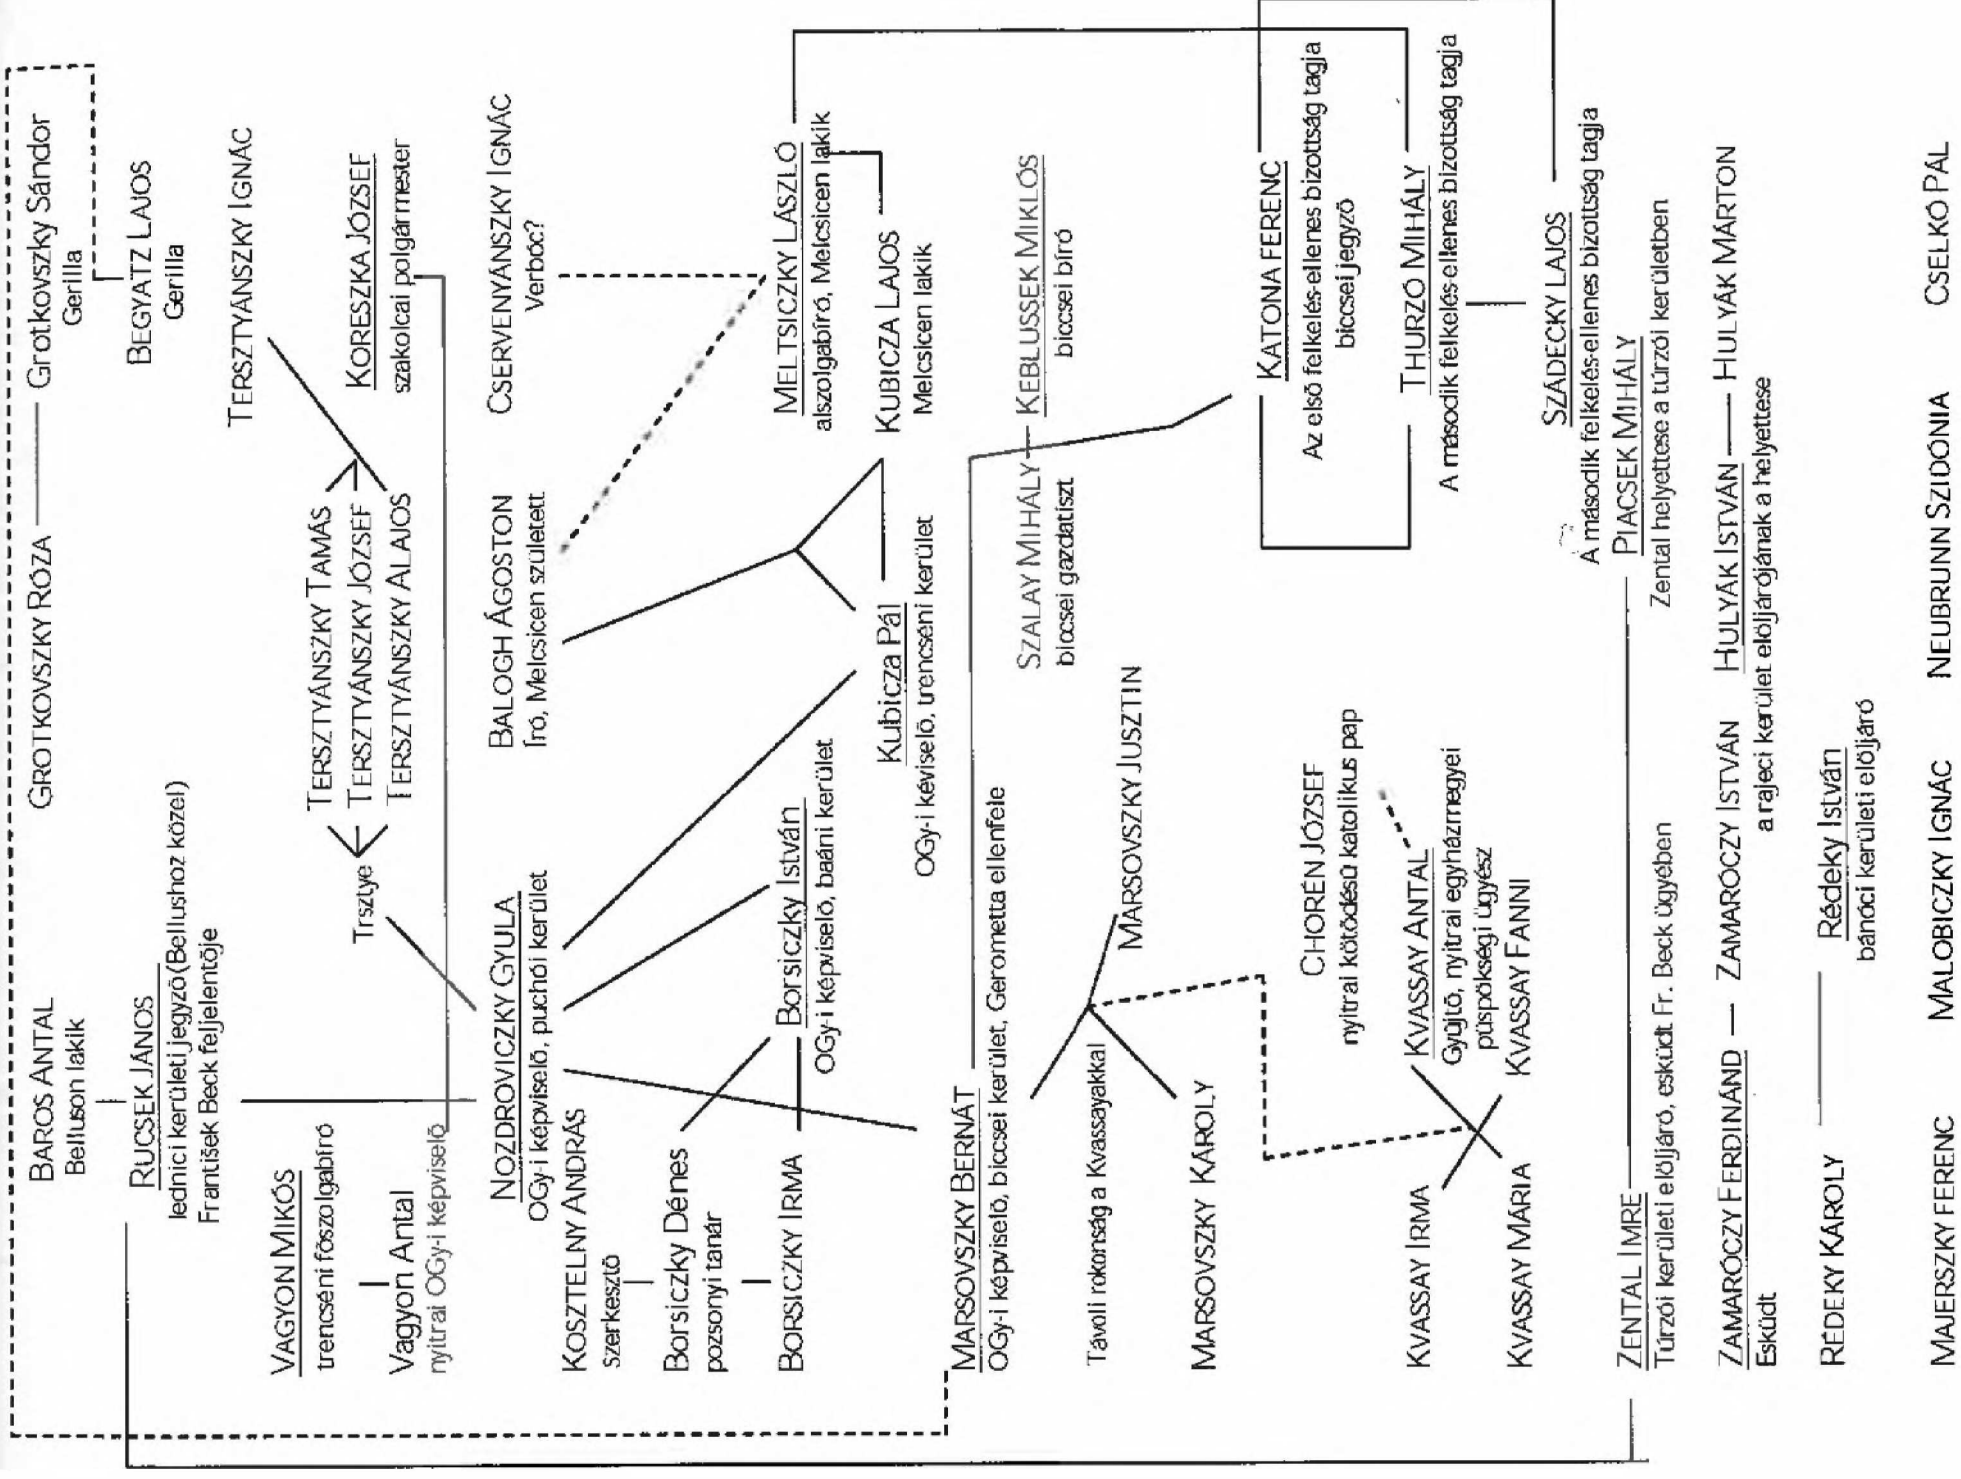 BAROS ANTAL
Belluson lakik
GROTKOVSZKY RÓZA
Grotkovszky Sándor
Gerilla
RUCSEK JÁNOS
lednici kerületi jegyző (Bellushoz közel)
František Beck feljelentője
BEGYATZ LAJOS
Gerilla
TERSZTYÁNSZKY IGNÁC
VAGYON MIKÓS
trencséni főszolgabíró
Trsztye
TERSZTYÁNSZKY TAMÁS
TERSZTYÁNSZKY JÓZSEF
TERSZTYÁNSZKY ALAJOS
KORESZKA JÓZSEF
szakolcai polgármester
Vagyon Antal
nyitrai OGy-i képviselő
NOZDROVICZKY GYULA
OGy-i képviselő, puchói kerület
BALOGH ÁGOSTON
Író, Melcsicen született
CSERVENYÁNSZKY IGNÁC
Verbóc?
KOSZTELNY ANDRÁS
szerkesztő
Borsiczky Dénes
pozsonyi tanár
BORSICZKY IRMA
Borsiczky István
OGy-i képviselő, baáni kerület
MELTSICZKY LÁSZLÓ
alszolgabíró, Melcsicen lakik
Kubicza Pál
OGy-i kéviselő, trencséni kerület
KUBICZA LAJOS
Melcsicen lakik
MARSOVSZKY BERNÁT
OGy-i képviselő, biccsei kerület, Gerometta ellenfele
SZALAY MIHÁLY
biccsei gazdatiszt
KEBLUSSEK MIKLÓS
biccsei bíró
Távoli rokonság a Kvassayakkal
MARSOVSZKY JUSZTIN
MARSOVSZKY KÁROLY
KATONA FERENC
Az első felkelés-ellenes bizottság tagja
biccsei jegyző
CHORÉN JÓZSEF
nyitrai kötődésű katolikus pap
THURZÓ MIHÁLY
A második felkelés-ellenes bizottság tagja
KVASSAY IRMA
KVASSAY ANTAL
Gyűjtő, nyitrai egyházmegyei
püspökségi ügyész
KVASSAY MÁRIA
KVASSAY FANNI
SZÁDECKY LAJOS
A második felkelés-ellenes bizottság tagja
ZENTAL IMRE
Túrzói kerületi elöljáró, esküdt Fr. Beck ügyében
PIACSEK MIHÁLY
Zental helyettese a túrzói kerületben
ZAMARÓCZY FERDINÁND
Esküdt
ZAMARÓCZY ISTVÁN
HULYÁK ISTVÁN
a rajeci kerület elöljárójának a helyettese
HULYÁK MÁRTON
RÉDEKY KÁROLY
Rédeky István
bánóci kerületi elöljáró
MAJERSZKY FERENC
MALOBICZKY IGNÁC
NEUBRUNN SZIDÓNIA
CSELKÓ PÁL